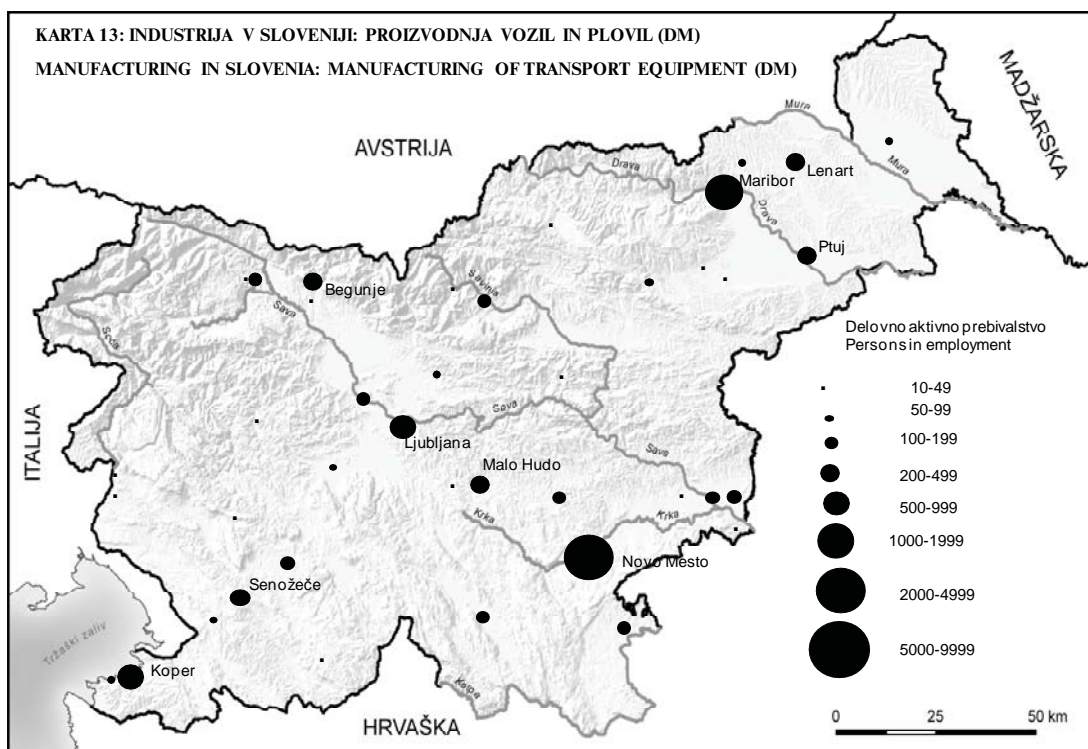 KARTA 13: INDUSTRIJA V SLOVENIJI: PROIZVODNJA VOZIL IN PLOVIL (DM)
MANUFACTURING IN SLOVENIA: MANUFACTURING OF TRANSPORT EQUIPMENT (DM)
MADŽARSKA
AVSTRIJA
Mura
Drava
Lenart
Mura
Maribor
Drava
Ptuj
Begunje
Savinja
Sava
Soča
Delovno aktivno prebivalstvo
Persons in employment
10-49
50-99
100-199
200-499
500-999
1000-1999
2000-4999
5000-9999
ITALIJA
Sava
Ljubljana
Sava
Malo Hudo
Krka
Krka
Novo Mesto
Senožeče
Tržaški zaliv
Koper
Kolpa
HRVAŠKA
0 25 50 km